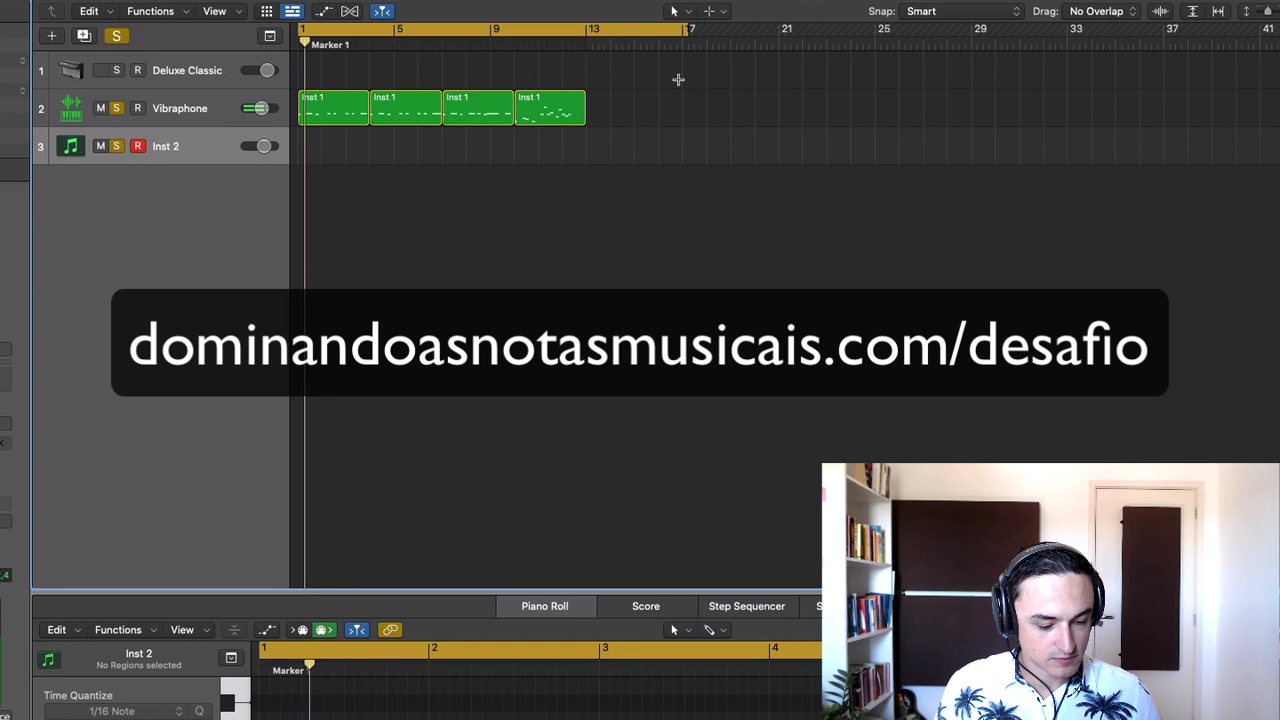 Edit Functions View Snap: Smart Drag: No Overlap
S 1 5 9 13 7 21 25 29 33 37 41
Marker 1
1 S R Deluxe Classic
Inst 1 Inst 1 Inst 1 Inst 1
2 M S R Vibraphone
3 M S R Inst 2
dominandoasnotasmusicais.com/desafio
Piano Roll Score Step Sequencer
Edit Functions View
1 2 3 4
Inst 2
No Regions selected
Marker
Time Quantize
1/16 Note Q